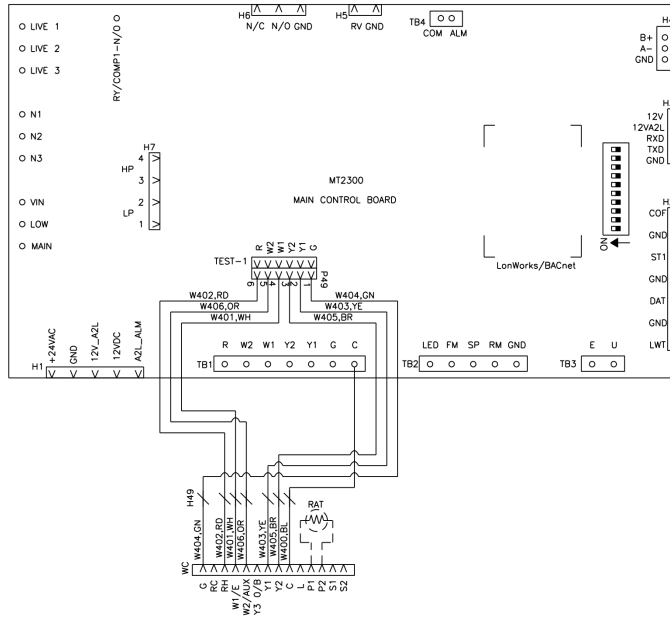 H6
N/C N/O GND
H5
RV GND
TB4
COM ALM
RY/COMP1-N/O
LIVE 1
LIVE 2
LIVE 3
N1
N2
N3
VIN
LOW
MAIN
H7
HP
LP
4
3
2
1
MT2300
MAIN CONTROL BOARD
B+
A-
GND
12V
12VA2L
RXD
TXD
GND
COF
GND
ST1
GND
DAT
GND
LWT
ON
LonWorks/BACnet
TEST-1
R
W2
W1
Y2
Y1
G
P49
6
5
4
3
2
1
W402,RD
W406,OR
W401,WH
W404,GN
W403,YE
W405,BR
H1
+24VAC
GND
12V_A2L
12VDC
A2L_ALM
TB1
R W2 W1 Y2 Y1 G C
TB2
LED FM SP RM GND
TB3
E U
H49
W404,GN
W402,RD
W401,WH
W406,OR
W403,YE
W405,BR
W400,BL
RAT
WC
G
RC
RH
W1/E
W2/AUX
Y3 O/B
Y1
Y2
C
L
P1
P2
S1
S2